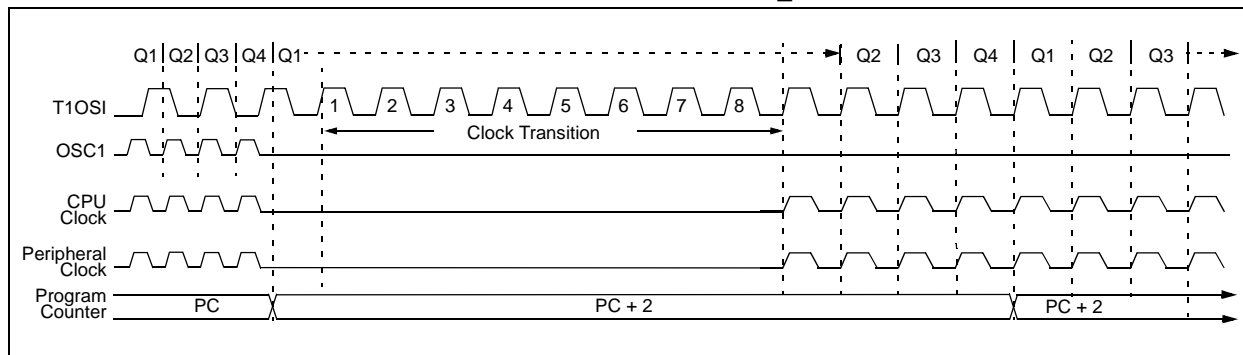 Q1 Q2 Q3 Q4 Q1 Q2 Q3 Q4 Q1 Q2 Q3
T1OSI 1 2 3 4 5 6 7 8
Clock Transition
OSC1
CPU
Clock
Peripheral
Clock
Program
Counter
PC PC + 2 PC + 2